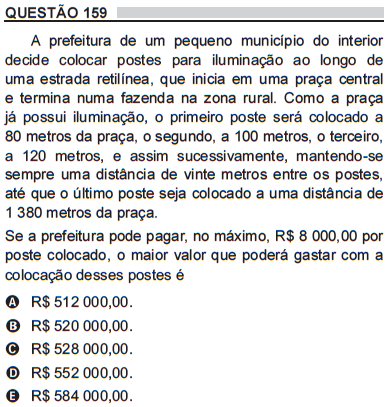 QUESTÃO 159
A prefeitura de um pequeno município do interior
decide colocar postes para iluminação ao longo de
uma estrada retilínea, que inicia em uma praça central
e termina numa fazenda na zona rural. Como a praça
já possui iluminação, o primeiro poste será colocado a
80 metros da praça, o segundo, a 100 metros, o terceiro,
a 120 metros, e assim sucessivamente, mantendo-se
sempre uma distância de vinte metros entre os postes,
até que o último poste seja colocado a uma distância de
1 380 metros da praça.
Se a prefeitura pode pagar, no máximo, R$ 8 000,00 por
poste colocado, o maior valor que poderá gastar com a
colocação desses postes é
A R$ 512 000,00.
B R$ 520 000,00.
C R$ 528 000,00.
D R$ 552 000,00.
E R$ 584 000,00.